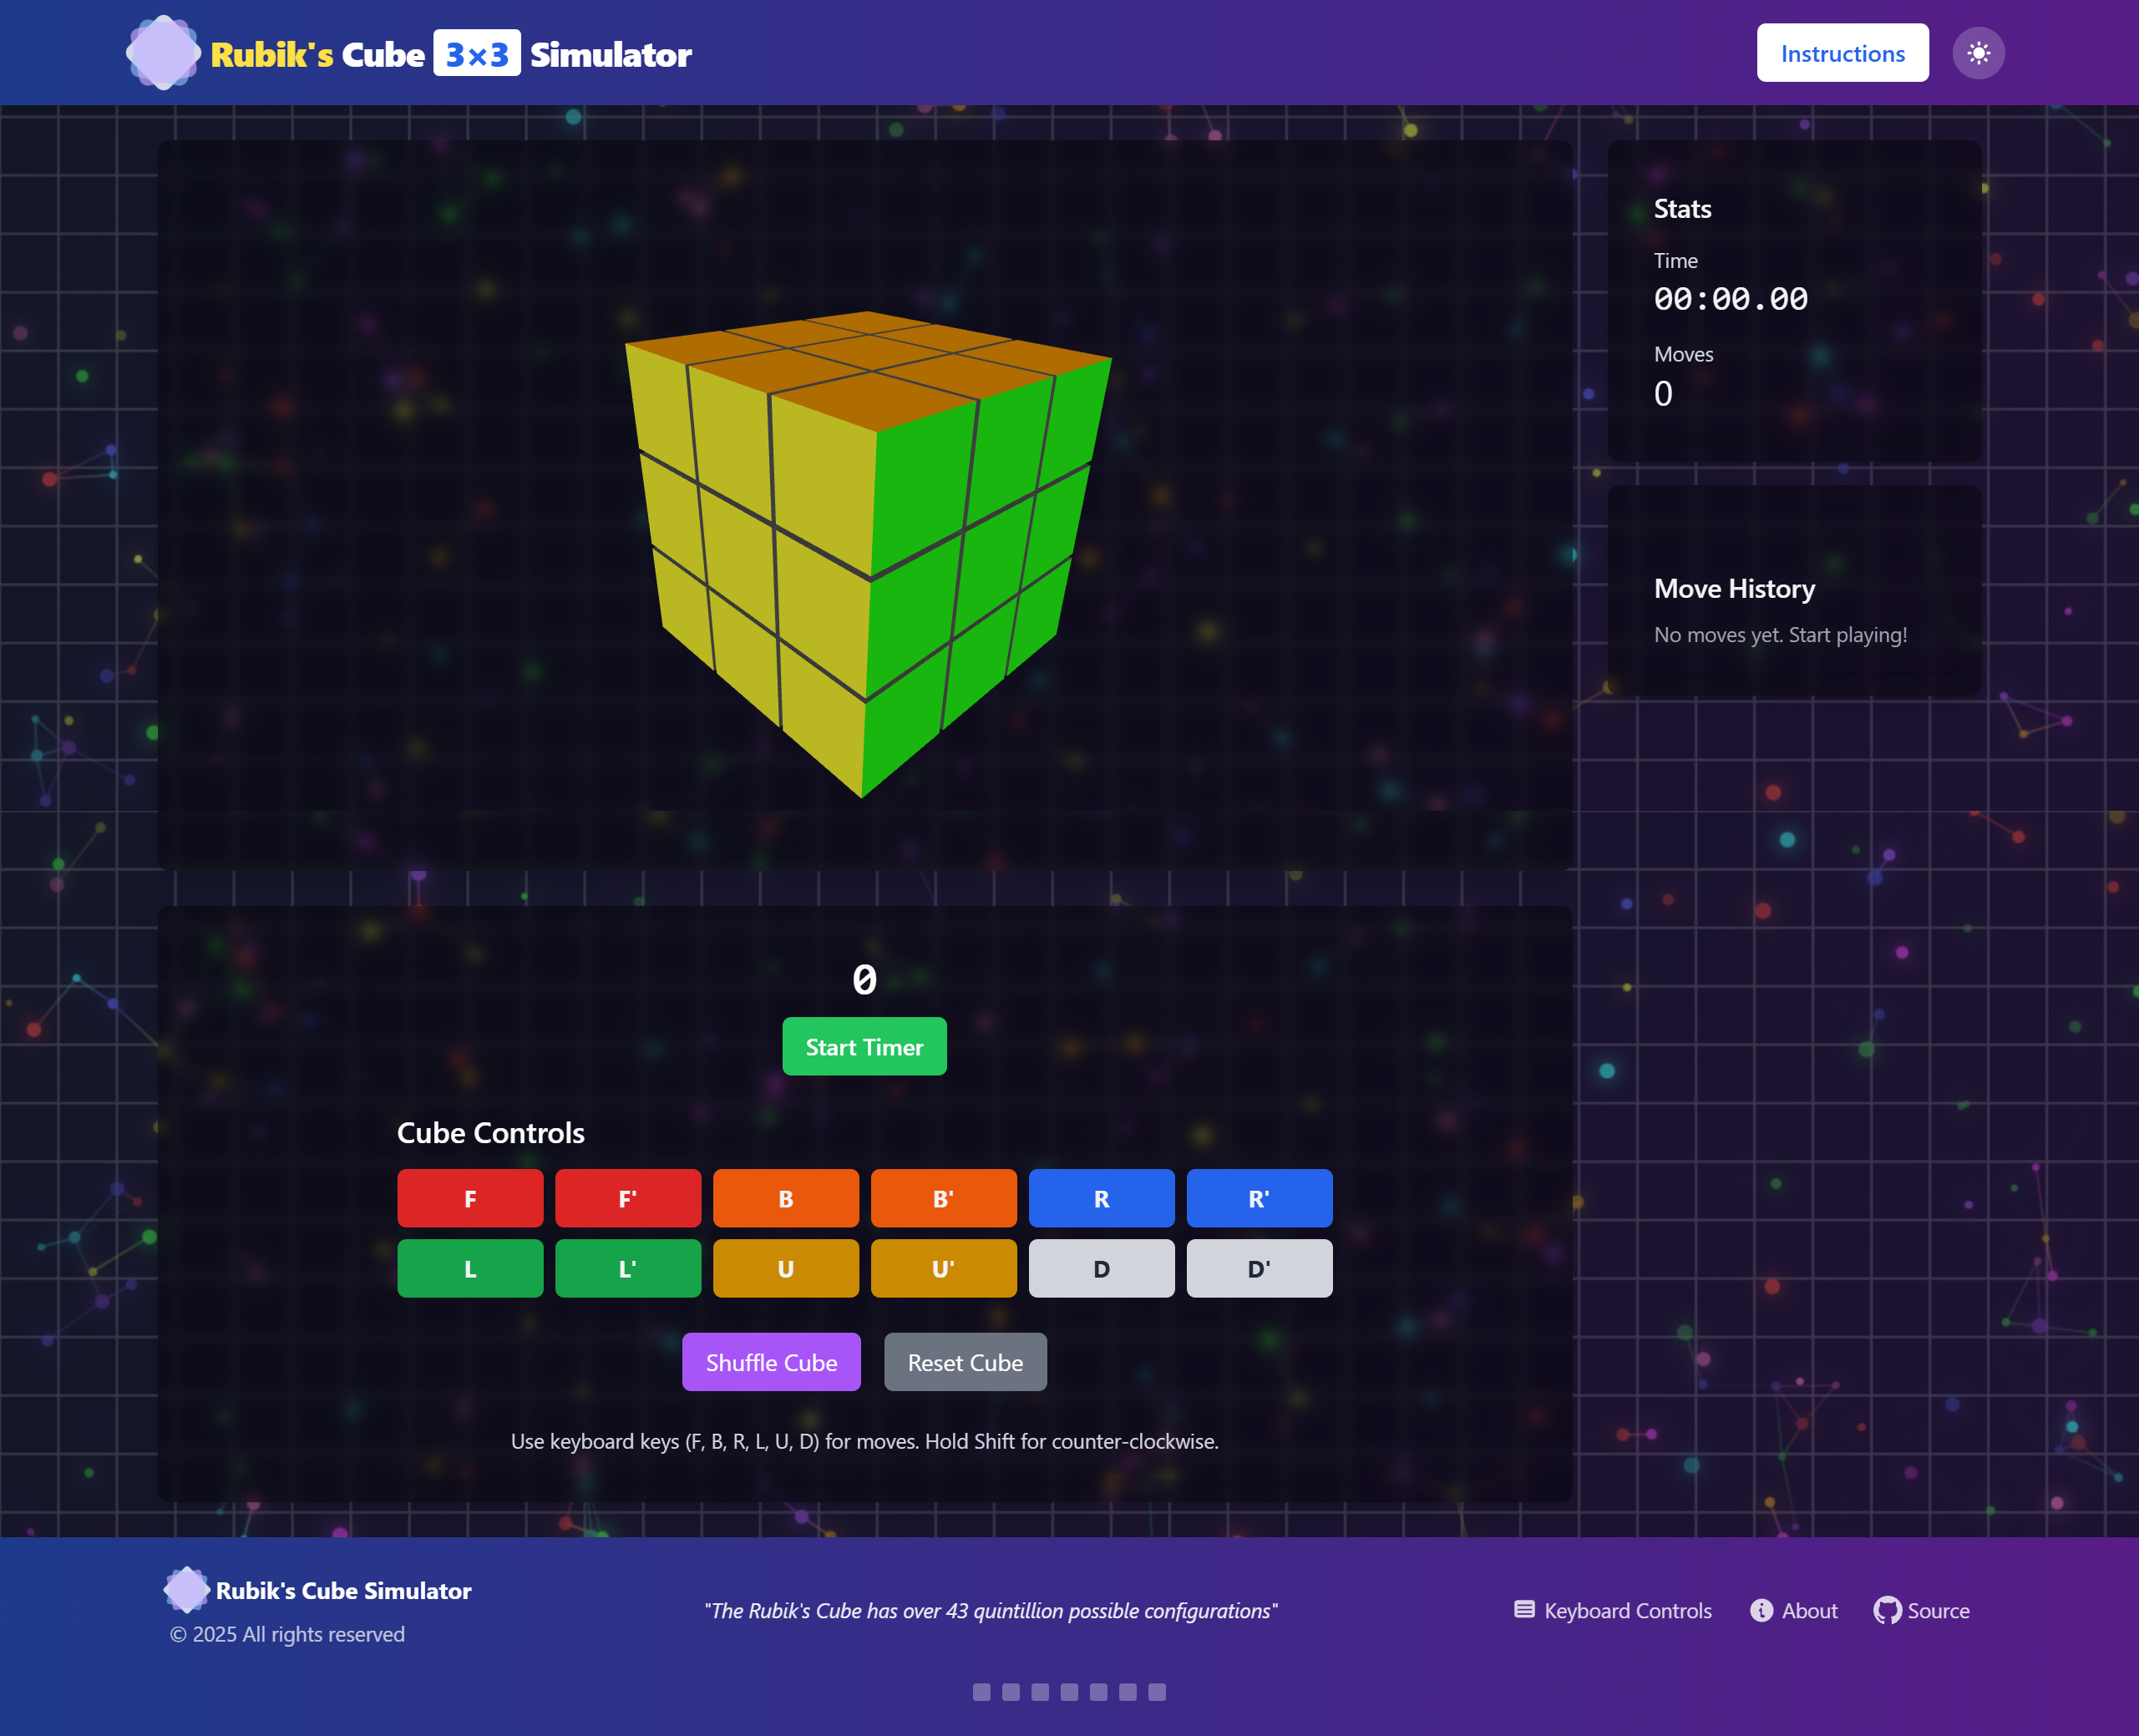 Rubik's Cube 3×3 Simulator
Instructions
Stats
Time
00:00.00
Moves
0
Move History
No moves yet. Start playing!
0
Start Timer
Cube Controls
F F' B B' R R'
L L' U U' D D'
Shuffle Cube Reset Cube
Use keyboard keys (F, B, R, L, U, D) for moves. Hold Shift for counter-clockwise.
Rubik's Cube Simulator
© 2025 All rights reserved
"The Rubik's Cube has over 43 quintillion possible configurations"
Keyboard Controls About Source